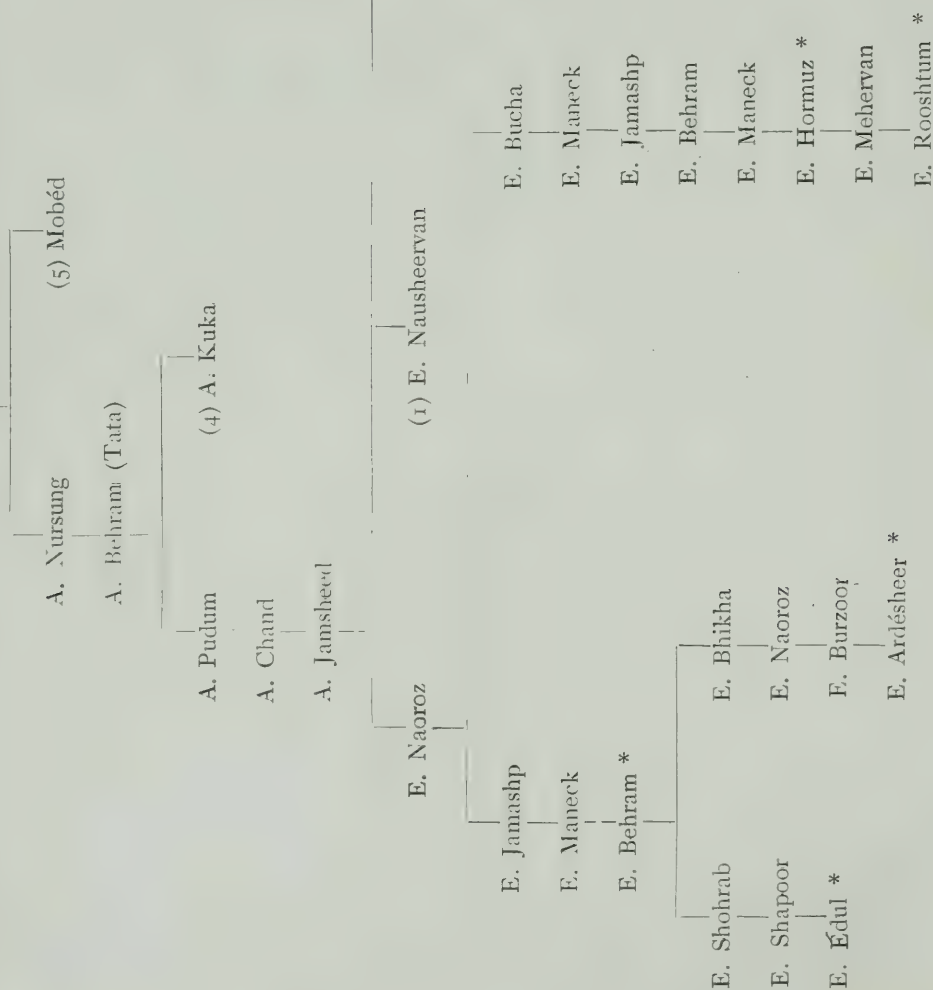 A. Nursung (5) Mobéd
A. Behram (Tata)
A. Pudum (4) A. Kuka
A. Chand
A. Jamsheed
E. Naoroz (1) E. Nausheervan
E. Jamashp E. Bucha
E. Maneck E. Maneck
E. Behram * E. Jamashp
E. Shohrab E. Bhikha E. Behram
E. Shapoor E. Naoroz E. Maneck
E. Édul * E. Burzoor E. Hormuz *
E. Ardésheer * E. Mehervan
E. Rooshtum *